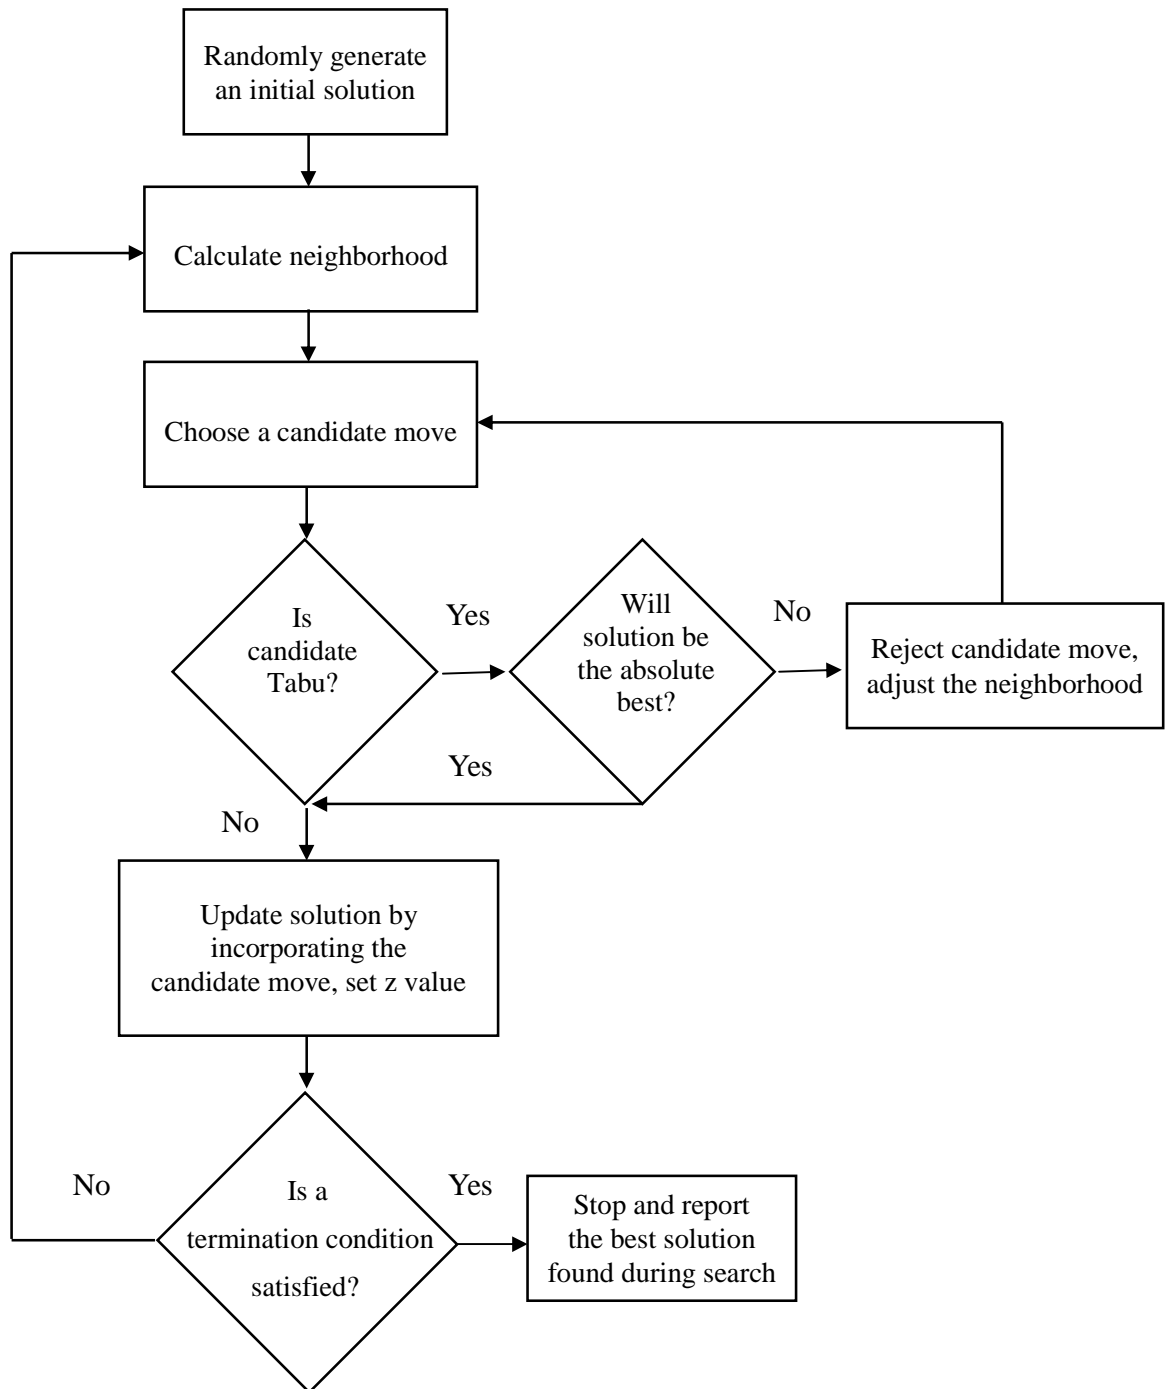 Randomly generate
an initial solution
Calculate neighborhood
Choose a candidate move
Is
candidate
Tabu?
Yes
Will
solution be
the absolute
best?
No
Reject candidate move,
adjust the neighborhood
Yes
No
Update solution by
incorporating the
candidate move, set z value
No
Is a
termination condition
satisfied?
Yes
Stop and report
the best solution
found during search